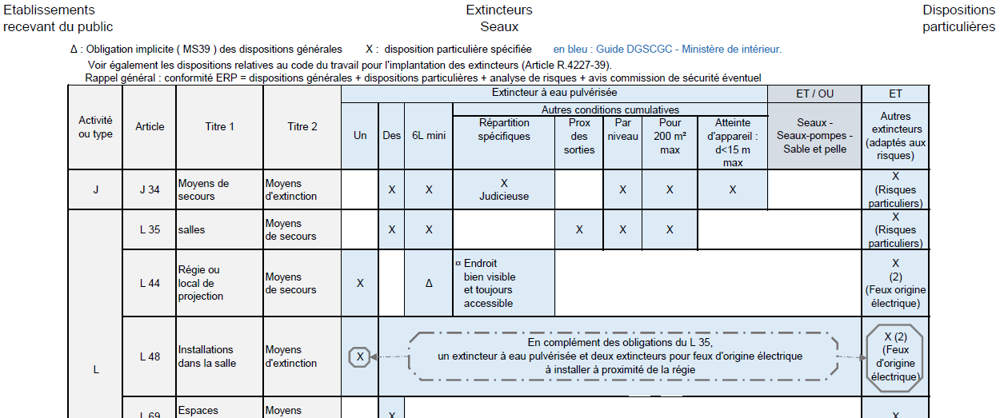 Etablissements
recevant du public
Extincteurs
Seaux
Dispositions
particulières
Δ : Obligation implicite ( MS39 ) des dispositions générales X : disposition particulière spécifiée en bleu : Guide DGSCGC - Ministère de intérieur.
Voir également les dispositions relatives au code du travail pour l'implantation des extincteurs (Article R.4227-39).
Rappel général : conformité ERP = dispositions générales + dispositions particulières + analyse de risques + avis commission de sécurité éventuel
Activité
ou type
Article
Titre 1
Titre 2
Extincteur à eau pulvérisée
Un
Des
6L mini
Autres conditions cumulatives
Répartition
spécifiques
Prox
des
sorties
Par
niveau
Pour
200 m²
max
Atteinte
d'appareil :
d<15 m
max
ET / OU
Seaux -
Seaux-pompes -
Sable et pelle
ET
Autres
extincteurs
(adaptés aux
risques)
J
J 34
Moyens de
secours
Moyens
d'extinction
X
X
X
Judicieuse
X
X
X
X
(Risques
particuliers)
L
L 35
salles
Moyens
de secours
X
X
X
X
X
X
(Risques
particuliers)
L 44
Régie ou
local de
projection
Moyens
de secours
X
Δ
¤ Endroit
bien visible
et toujours
accessible
X
(2)
(Feux origine
électrique)
L 48
Installations
dans la salle
Moyens
d'extinction
X
En complément des obligations du L 35,
un extincteur à eau pulvérisée et deux extincteurs pour feux d'origine électrique
à installer à proximité de la régie
X (2)
(Feux
d'origine
électrique)
L 69
Espaces
Moyens
X
X